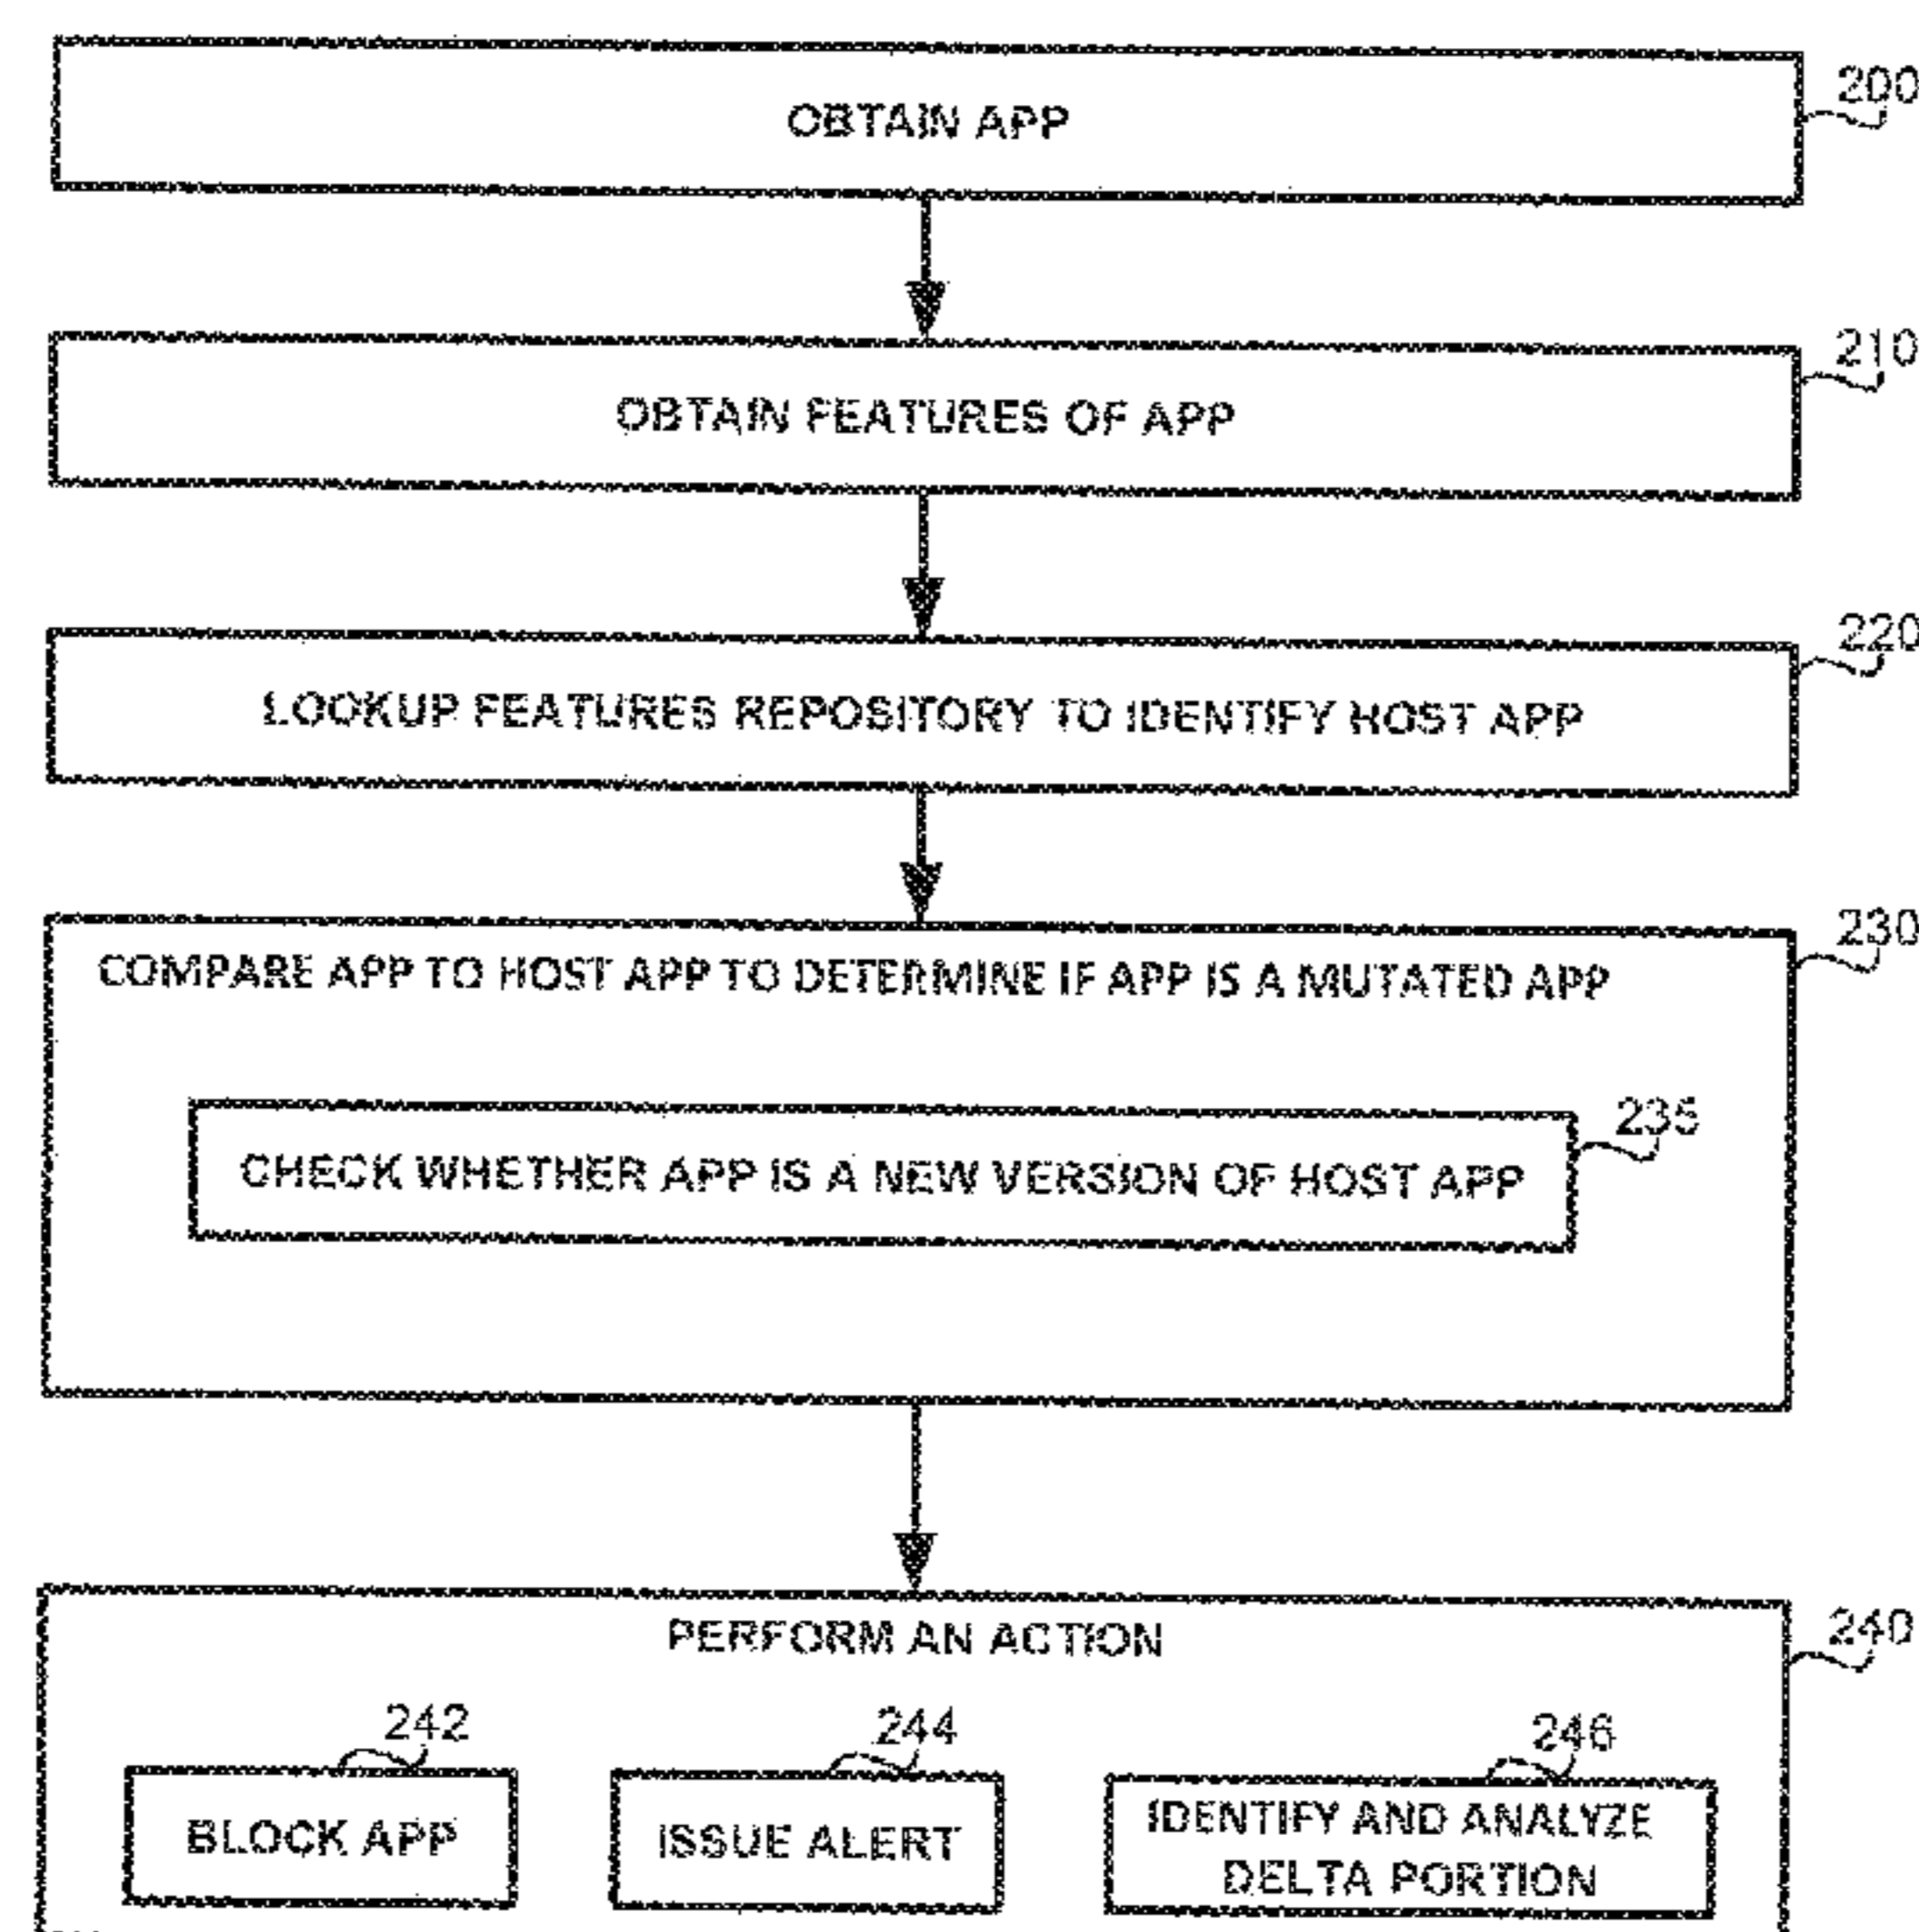 OBTAIN APP
200
OBTAIN FEATURES OF APP
210
LOOKUP FEATURES REPOSITORY TO IDENTIFY HOST APP
220
COMPARE APP TO HOST APP TO DETERMINE IF APP IS A MUTATED APP
230
CHECK WHETHER APP IS A NEW VERSION OF HOST APP
235
PERFORM AN ACTION
240
242
BLOCK APP
244
ISSUE ALERT
246
IDENTIFY AND ANALYZE
DELTA PORTION